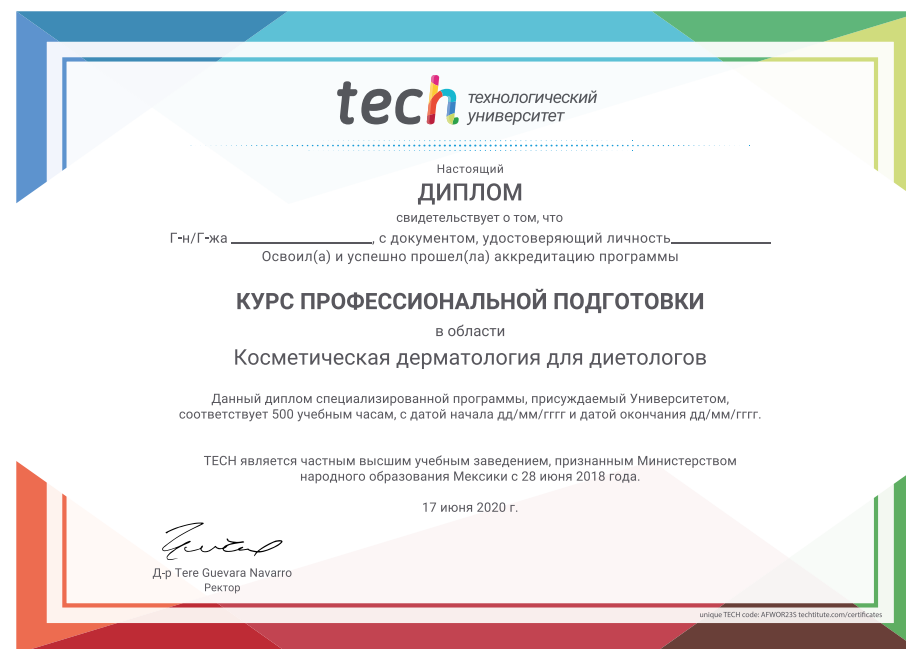 tech технологический
университет
Настоящий
ДИПЛОМ
свидетельствует о том, что
Г-н/Г-жа ____________________, с документом, удостоверяющий личность______________
Освоил(а) и успешно прошел(ла) аккредитацию программы
КУРС ПРОФЕССИОНАЛЬНОЙ ПОДГОТОВКИ
в области
Косметическая дерматология для диетологов
Данный диплом специализированной программы, присуждаемый Университетом,
соответствует 500 учебным часам, с датой начала дд/мм/гггг и датой окончания дд/мм/гггг.
TECH является частным высшим учебным заведением, признанным Министерством
народного образования Мексики с 28 июня 2018 года.
17 июня 2020 г.
Д-р Tere Guevara Navarro
Ректор
unique TECH code: AFWOR23S techtitute.com/certificates